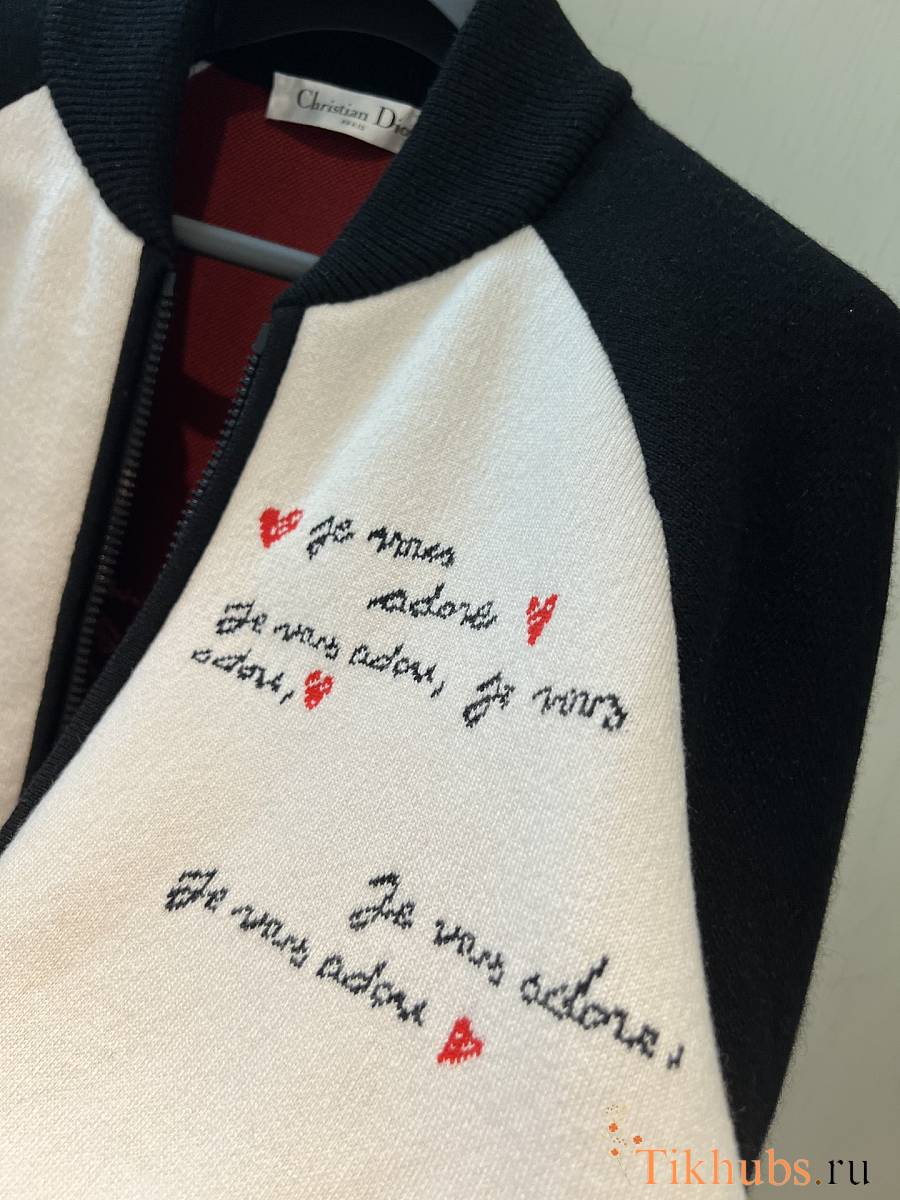 Christian Dio
PARIS
je vous
adore
Je vous adore, je vous
adore,
Je vous adore,
Je vous adore
Tikhubs.ru